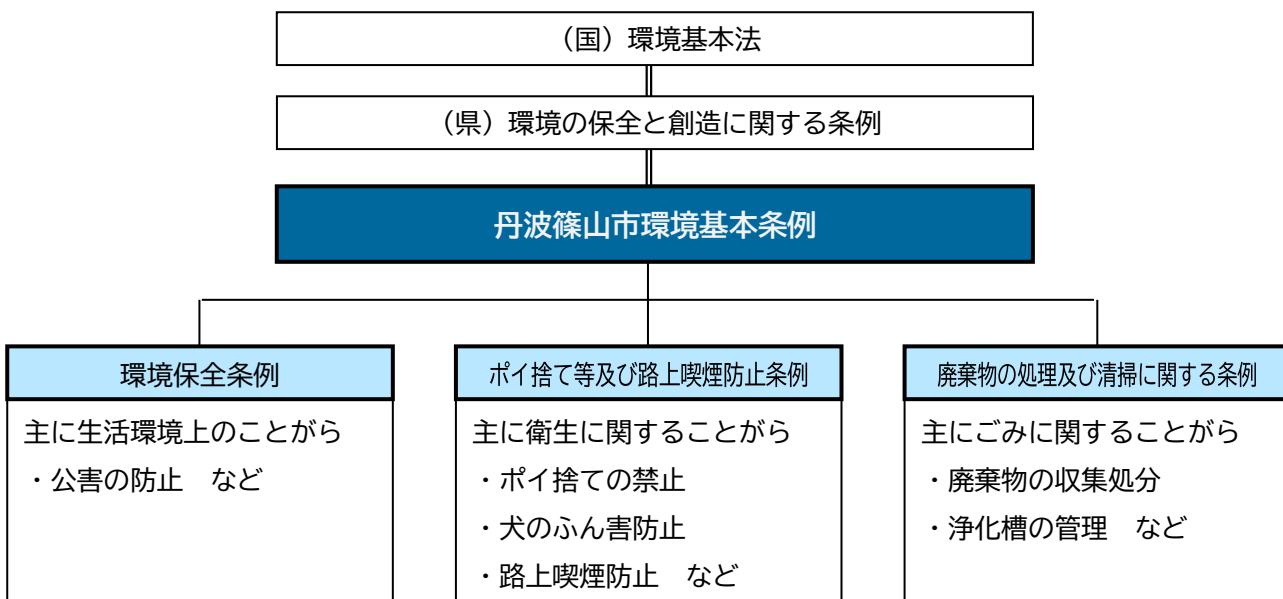 （国）環境基本法
（県）環境の保全と創造に関する条例
丹波篠山市環境基本条例
環境保全条例
主に生活環境上のことがら
・公害の防止　など
ポイ捨て等及び路上喫煙防止条例
主に衛生に関することがら
・ポイ捨ての禁止
・犬のふん害防止
・路上喫煙防止　など
廃棄物の処理及び清掃に関する条例
主にごみに関することがら
・廃棄物の収集処分
・浄化槽の管理　など